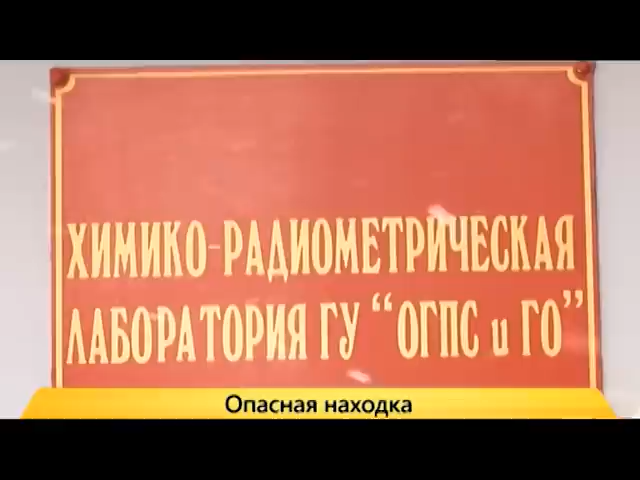 ХИМИКО-РАДИОМЕТРИЧЕСКАЯ
ЛАБОРАТОРИЯ ГУ “ОГПС и ГО”
Опасная находка